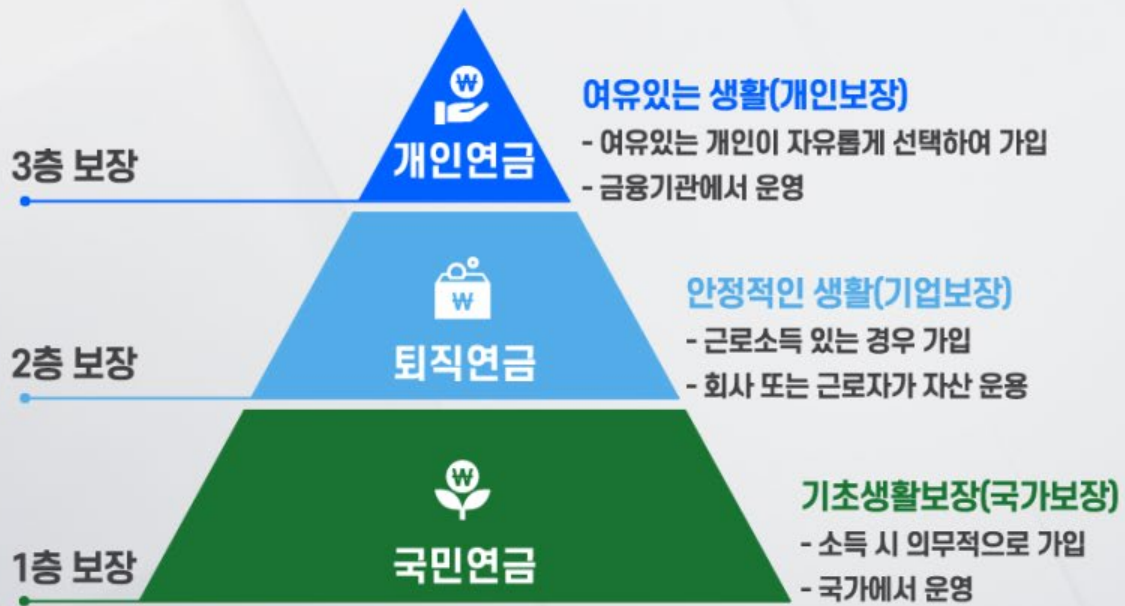 여유있는 생활(개인보장)
- 여유있는 개인이 자유롭게 선택하여 가입
- 금융기관에서 운영
3층 보장
₩
개인연금
안정적인 생활(기업보장)
- 근로소득 있는 경우 가입
- 회사 또는 근로자가 자산 운용
2층 보장
₩
퇴직연금
기초생활보장(국가보장)
- 소득 시 의무적으로 가입
- 국가에서 운영
1층 보장
₩
국민연금